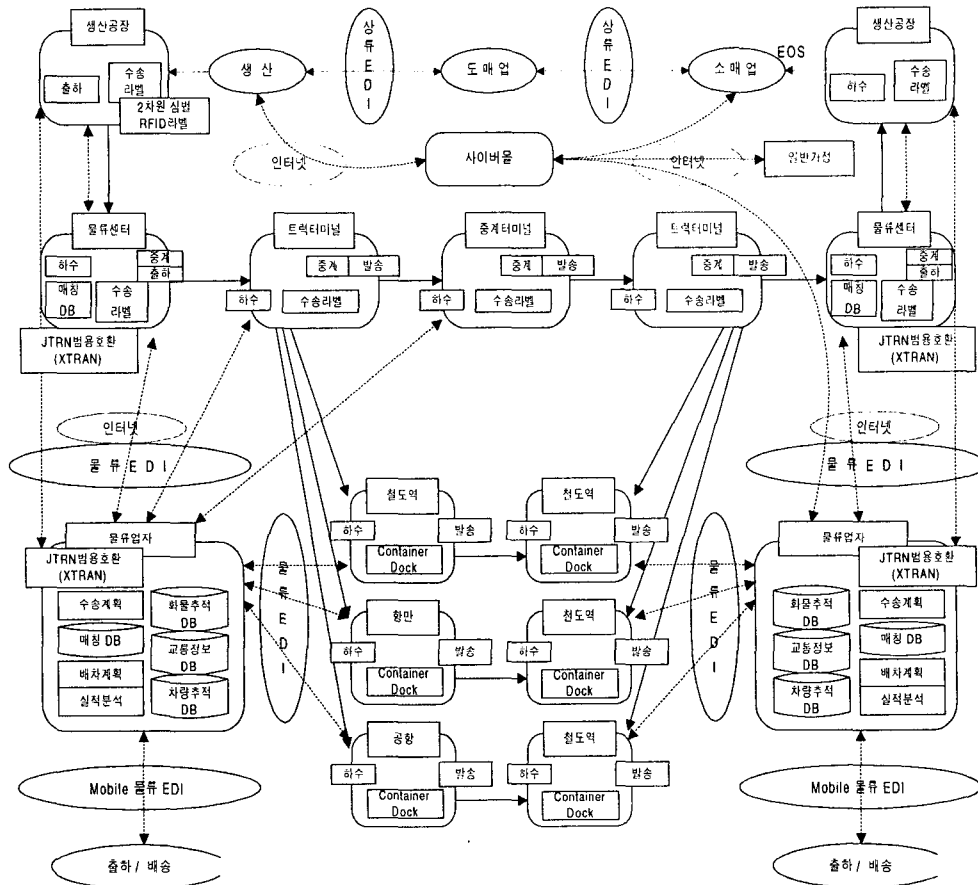 생산공장
출하
수송
라벨
2차원 심벌
RFID라벨
생 산
상류EDI
도매업
상류EDI
소매업
EOS
생산공장
하수
수송
라벨
인터넷
사이버몰
인터넷
일반가정
물류센터
하수
중계
출하
매칭
DB
수송
라벨
JTRN범용호환
(XTRAN)
트럭터미널
중계
발송
하수
수송라벨
중계터미널
중계
발송
하수
수송라벨
트럭터미널
중계
발송
하수
수송라벨
물류센터
하수
중계
출하
매칭
DB
수송
라벨
JTRN범용호환
(XTRAN)
인터넷
물 류 E D I
인터넷
물 류 E D I
물류업자
JTRN범용호환
(XTRAN)
수송계획
매칭 DB
배차계획
실적분석
화물추적
DB
교통정보
DB
차량추적
DB
물류EDI
철도역
하수
발송
Container
Dock
철도역
하수
발송
Container
Dock
항만
하수
발송
Container
Dock
철도역
하수
발송
Container
Dock
공항
하수
발송
Container
Dock
철도역
하수
발송
Container
Dock
물류EDI
물류업자
JTRN범용호환
(XTRAN)
화물추적
DB
교통정보
DB
차량추적
DB
수송계획
매칭 DB
배차계획
실적분석
Mobile 물류 EDI
출하 / 배송
Mobile 물류 EDI
출하 / 배송